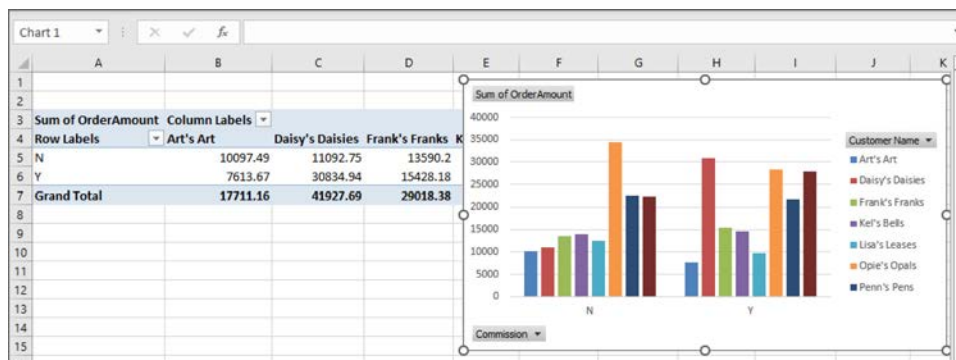 Chart 1 fx
A B C D E F G H I J K
1
2
3 Sum of OrderAmount Column Labels
4 Row Labels Art's Art Daisy's Daisies Frank's Franks K
5 N 10097.49 11092.75 13590.2
6 Y 7613.67 30834.94 15428.18
7 Grand Total 17711.16 41927.69 29018.38
8
9
10
11
12
13
14
15
Sum of OrderAmount
40000
35000
30000
25000
20000
15000
10000
5000
0
N Y
Commission
Customer Name
Art's Art
Daisy's Daisies
Frank's Franks
Kel's Bells
Lisa's Leases
Opie's Opals
Penn's Pens